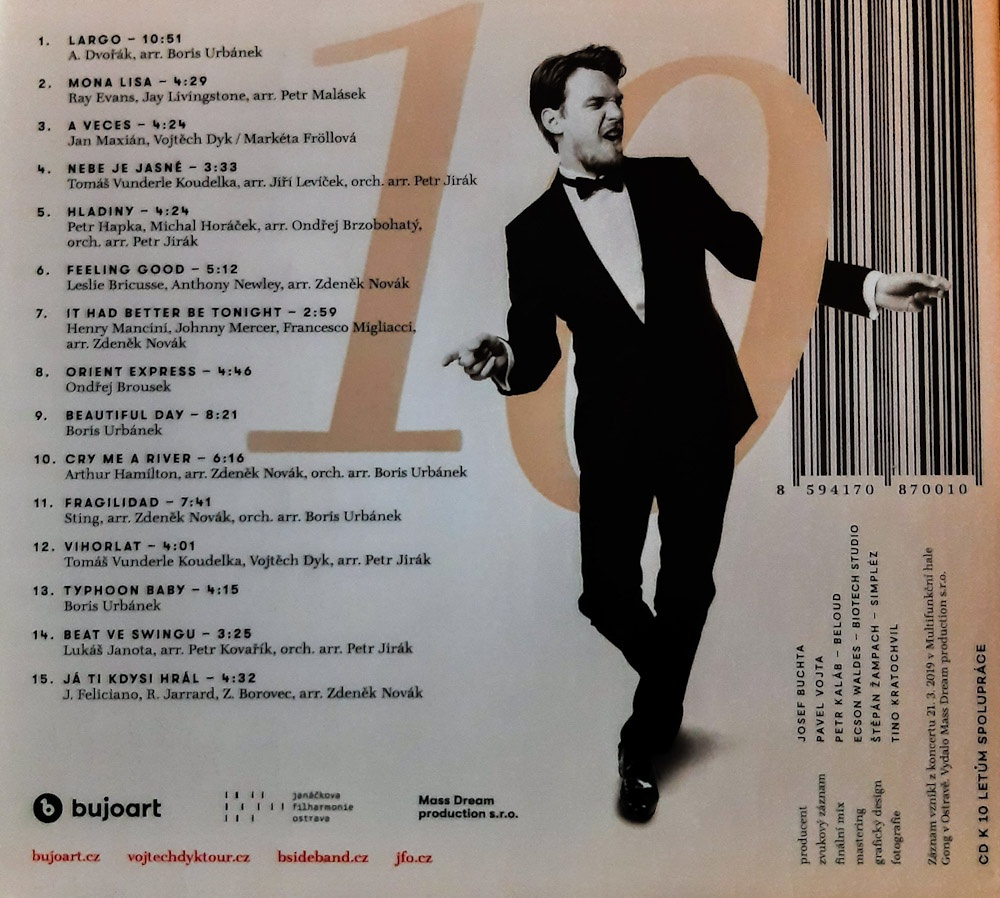 1. LARGO – 10:51
A. Dvořák, arr. Boris Urbánek
2. MONA LISA – 4:29
Ray Evans, Jay Livingstone, arr. Petr Malásek
3. A VECES – 4:24
Jan Maxián, Vojtěch Dyk / Markéta Fröllová
4. NEBE JE JASNĚ – 3:33
Tomáš Vunderle Koudelka, arr. Jiří Levíček, orch. arr. Petr Jirák
5. HLADINY – 4:24
Petr Hapka, Michal Horáček, arr. Ondřej Brzobohatý,
orch. arr. Petr Jirák
6. FEELING GOOD – 5:12
Leslie Bricusse, Anthony Newley, arr. Zdeněk Novák
7. IT HAD BETTER BE TONIGHT – 2:59
Henry Mancini, Johnny Mercer, Francesco Migliacci,
arr. Zdeněk Novák
8. ORIENT EXPRESS – 4:46
Ondřej Brousek
9. BEAUTIFUL DAY – 8:21
Boris Urbánek
10. CRY ME A RIVER – 6:16
Arthur Hamilton, arr. Zdeněk Novák, orch. arr. Boris Urbánek
11. FRAGILIDAD – 7:41
Sting, arr. Zdeněk Novák, orch. arr. Boris Urbánek
12. VIHORLAT – 4:01
Tomáš Vunderle Koudelka, Vojtěch Dyk, arr. Petr Jirák
13. TYPHOON BABY – 4:15
Boris Urbánek
14. BEAT VE SWINGU – 3:25
Lukáš Janota, arr. Petr Kovařík, orch. arr. Petr Jirák
15. JÁ TI KDYSI HRÁL – 4:32
J. Feliciano, R. Jarrard, Z. Borovec, arr. Zdeněk Novák
10
8 594170 870010
producent JOSEF BUCHTA
zvukový záznam PAVEL VOJTA
finální mix PETR KALÁB – BELOUD
mastering ECSON WALDES – BIOTECH STUDIO
grafický design ŠTĚPÁN ŽAMPACH – SIMPLÉZ
fotografie TINO KRATOCHVIL
Záznam vznikl z koncertu 21. 3. 2019 v Multifunkční hale
Gong v Ostravě. Vydalo Mass Dream production s.r.o.
CD K 10 LETŮM SPOLUPRÁCE
b bujoart
janáčkova
filharmonie
ostrava
Mass Dream
production s.r.o.
bujoart.cz vojtechdyktour.cz bsideband.cz jfo.cz